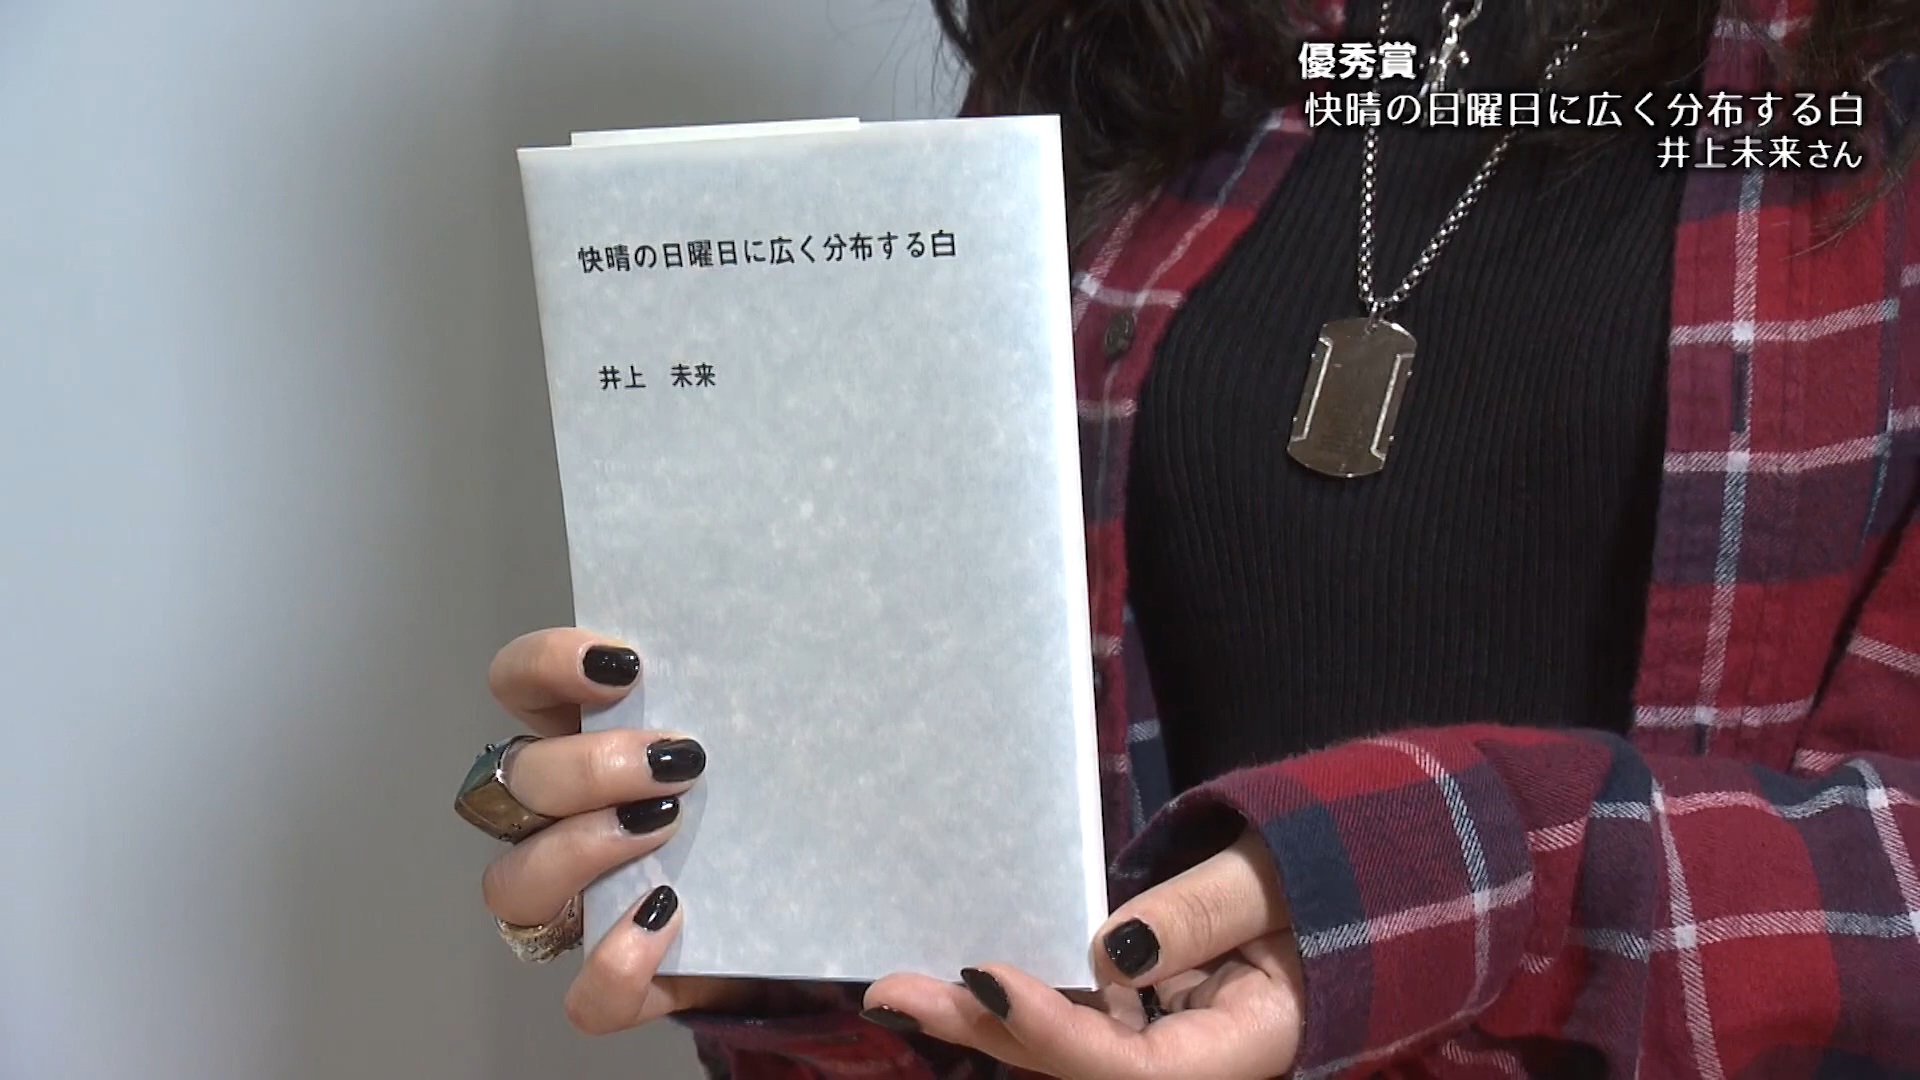 優秀賞
快晴の日曜日に広く分布する白
井上未来さん
快晴の日曜日に広く分布する白
井上　未来